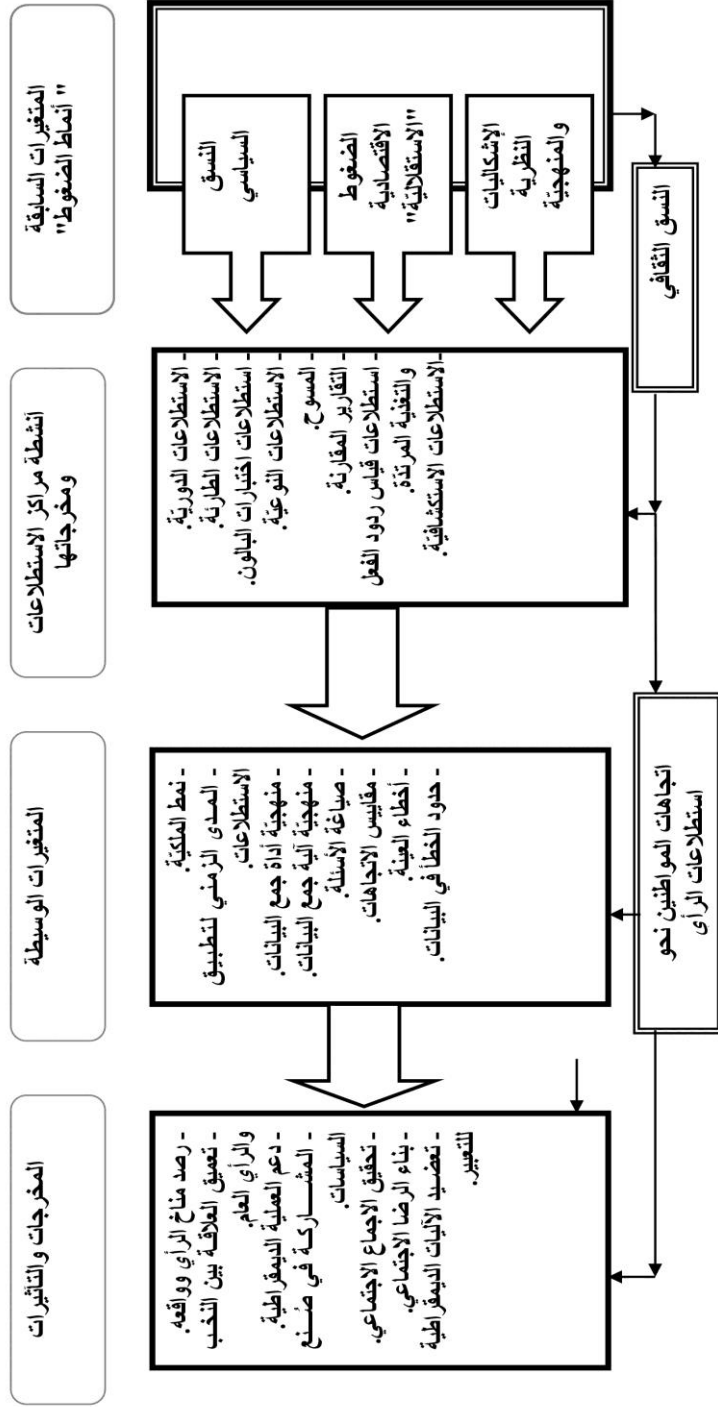 المتغيرات السابقة
"أنماط الضغوط"
النسق
السياسي
الضغوط
الاقتصادية
"الاستقلالية"
الإشكاليات
النظرية
والمنهجية
النسق الثقافي
أنشطة مراكز الاستطلاعات
ومخرجاتها
- الاستطلاعات الدورية.
- الاستطلاعات الطارئة.
- استطلاعات اختبارات البالون.
- الاستطلاعات النوعية.
- المسوح.
- التقارير المقارنة.
- استطلاعات قياس ردود الفعل
والتغذية المرتدة.
-الاستطلاعات الاستكشافية.
المتغيرات الوسيطة
- نمط الملكية.
- المدى الزمني لتطبيق
الاستطلاعات.
- منهجية أداة جمع البيانات.
- منهجية آلية جمع البيانات.
- صياغة الأسئلة.
- مقاييس الاتجاهات.
- أخطاء العينة.
- حدود الخطأ في البيانات.
اتجاهات المواطنين نحو
استطلاعات الرأى
المخرجات والتاثيرات
- رصد مناخ الرأي وواقعه.
- تعميق العلاقة بين النخب
والرأي العام.
- دعم العملية الديمقراطية.
- المشاركة في صنع
السياسات.
- تحقيق الاجماع الاجتماعي.
- بناء الرضا الاجتماعي.
- تعضيد الآليات الديمقراطية
للتعبير.